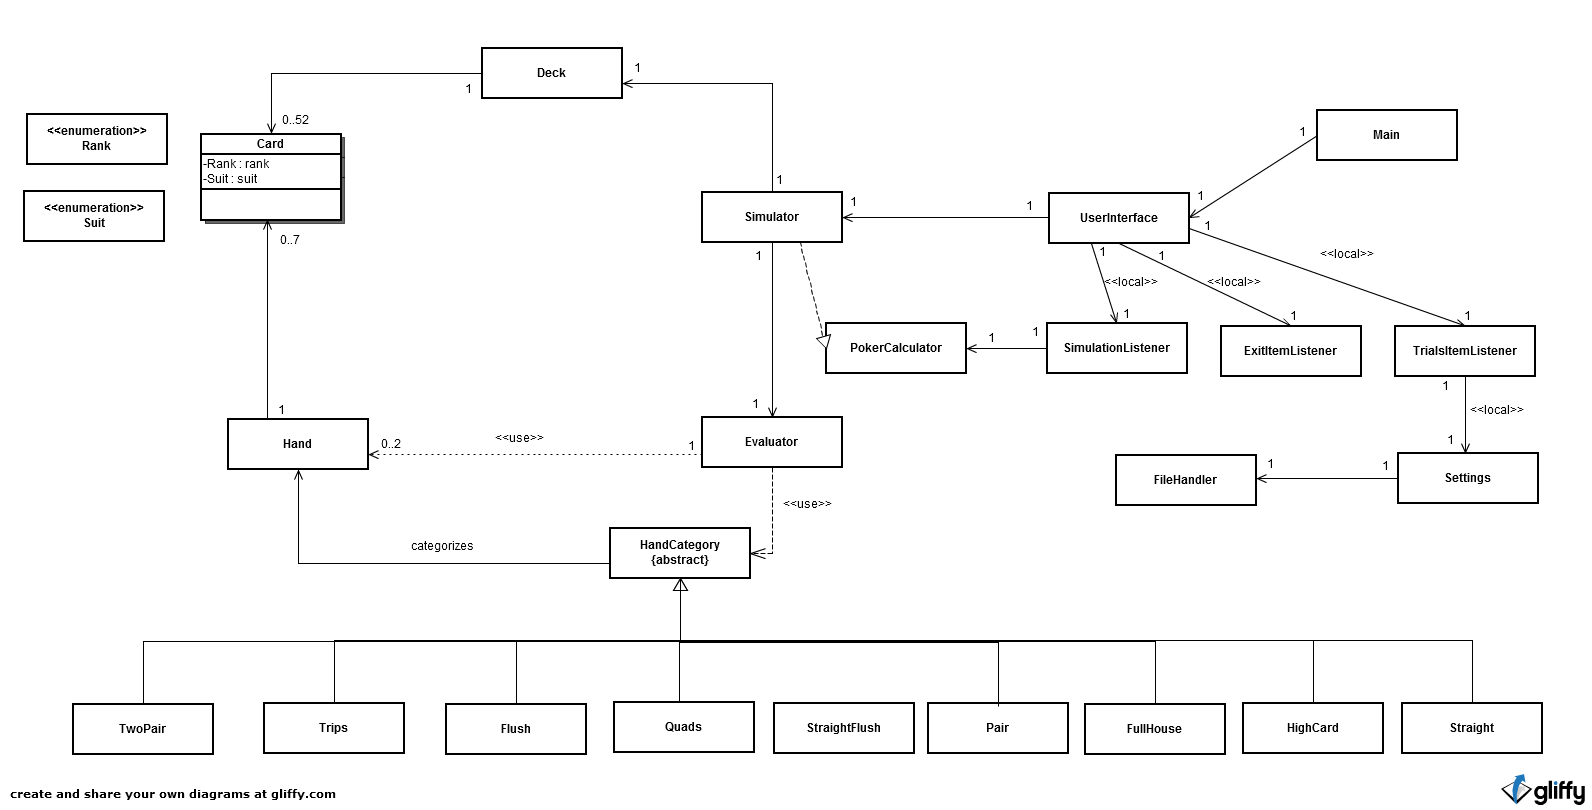 Deck
1
1
0..52
<<enumeration>>
Rank
Card
-Rank : rank
-Suit : suit
<<enumeration>>
Suit
0..7
1
Main
1
1
Simulator
1
1
UserInterface
1
1
1
1
<<local>>
<<local>>
<<local>>
1
1
1
PokerCalculator
1
1
SimulationListener
ExitItemListener
TrialsItemListener
1
<<local>>
1
1
1
Hand
0..2
<<use>>
1
Evaluator
FileHandler
1
1
Settings
<<use>>
categorizes
HandCategory
{abstract}
TwoPair
Trips
Flush
Quads
StraightFlush
Pair
FullHouse
HighCard
Straight
create and share your own diagrams at gliffy.com
gliffy